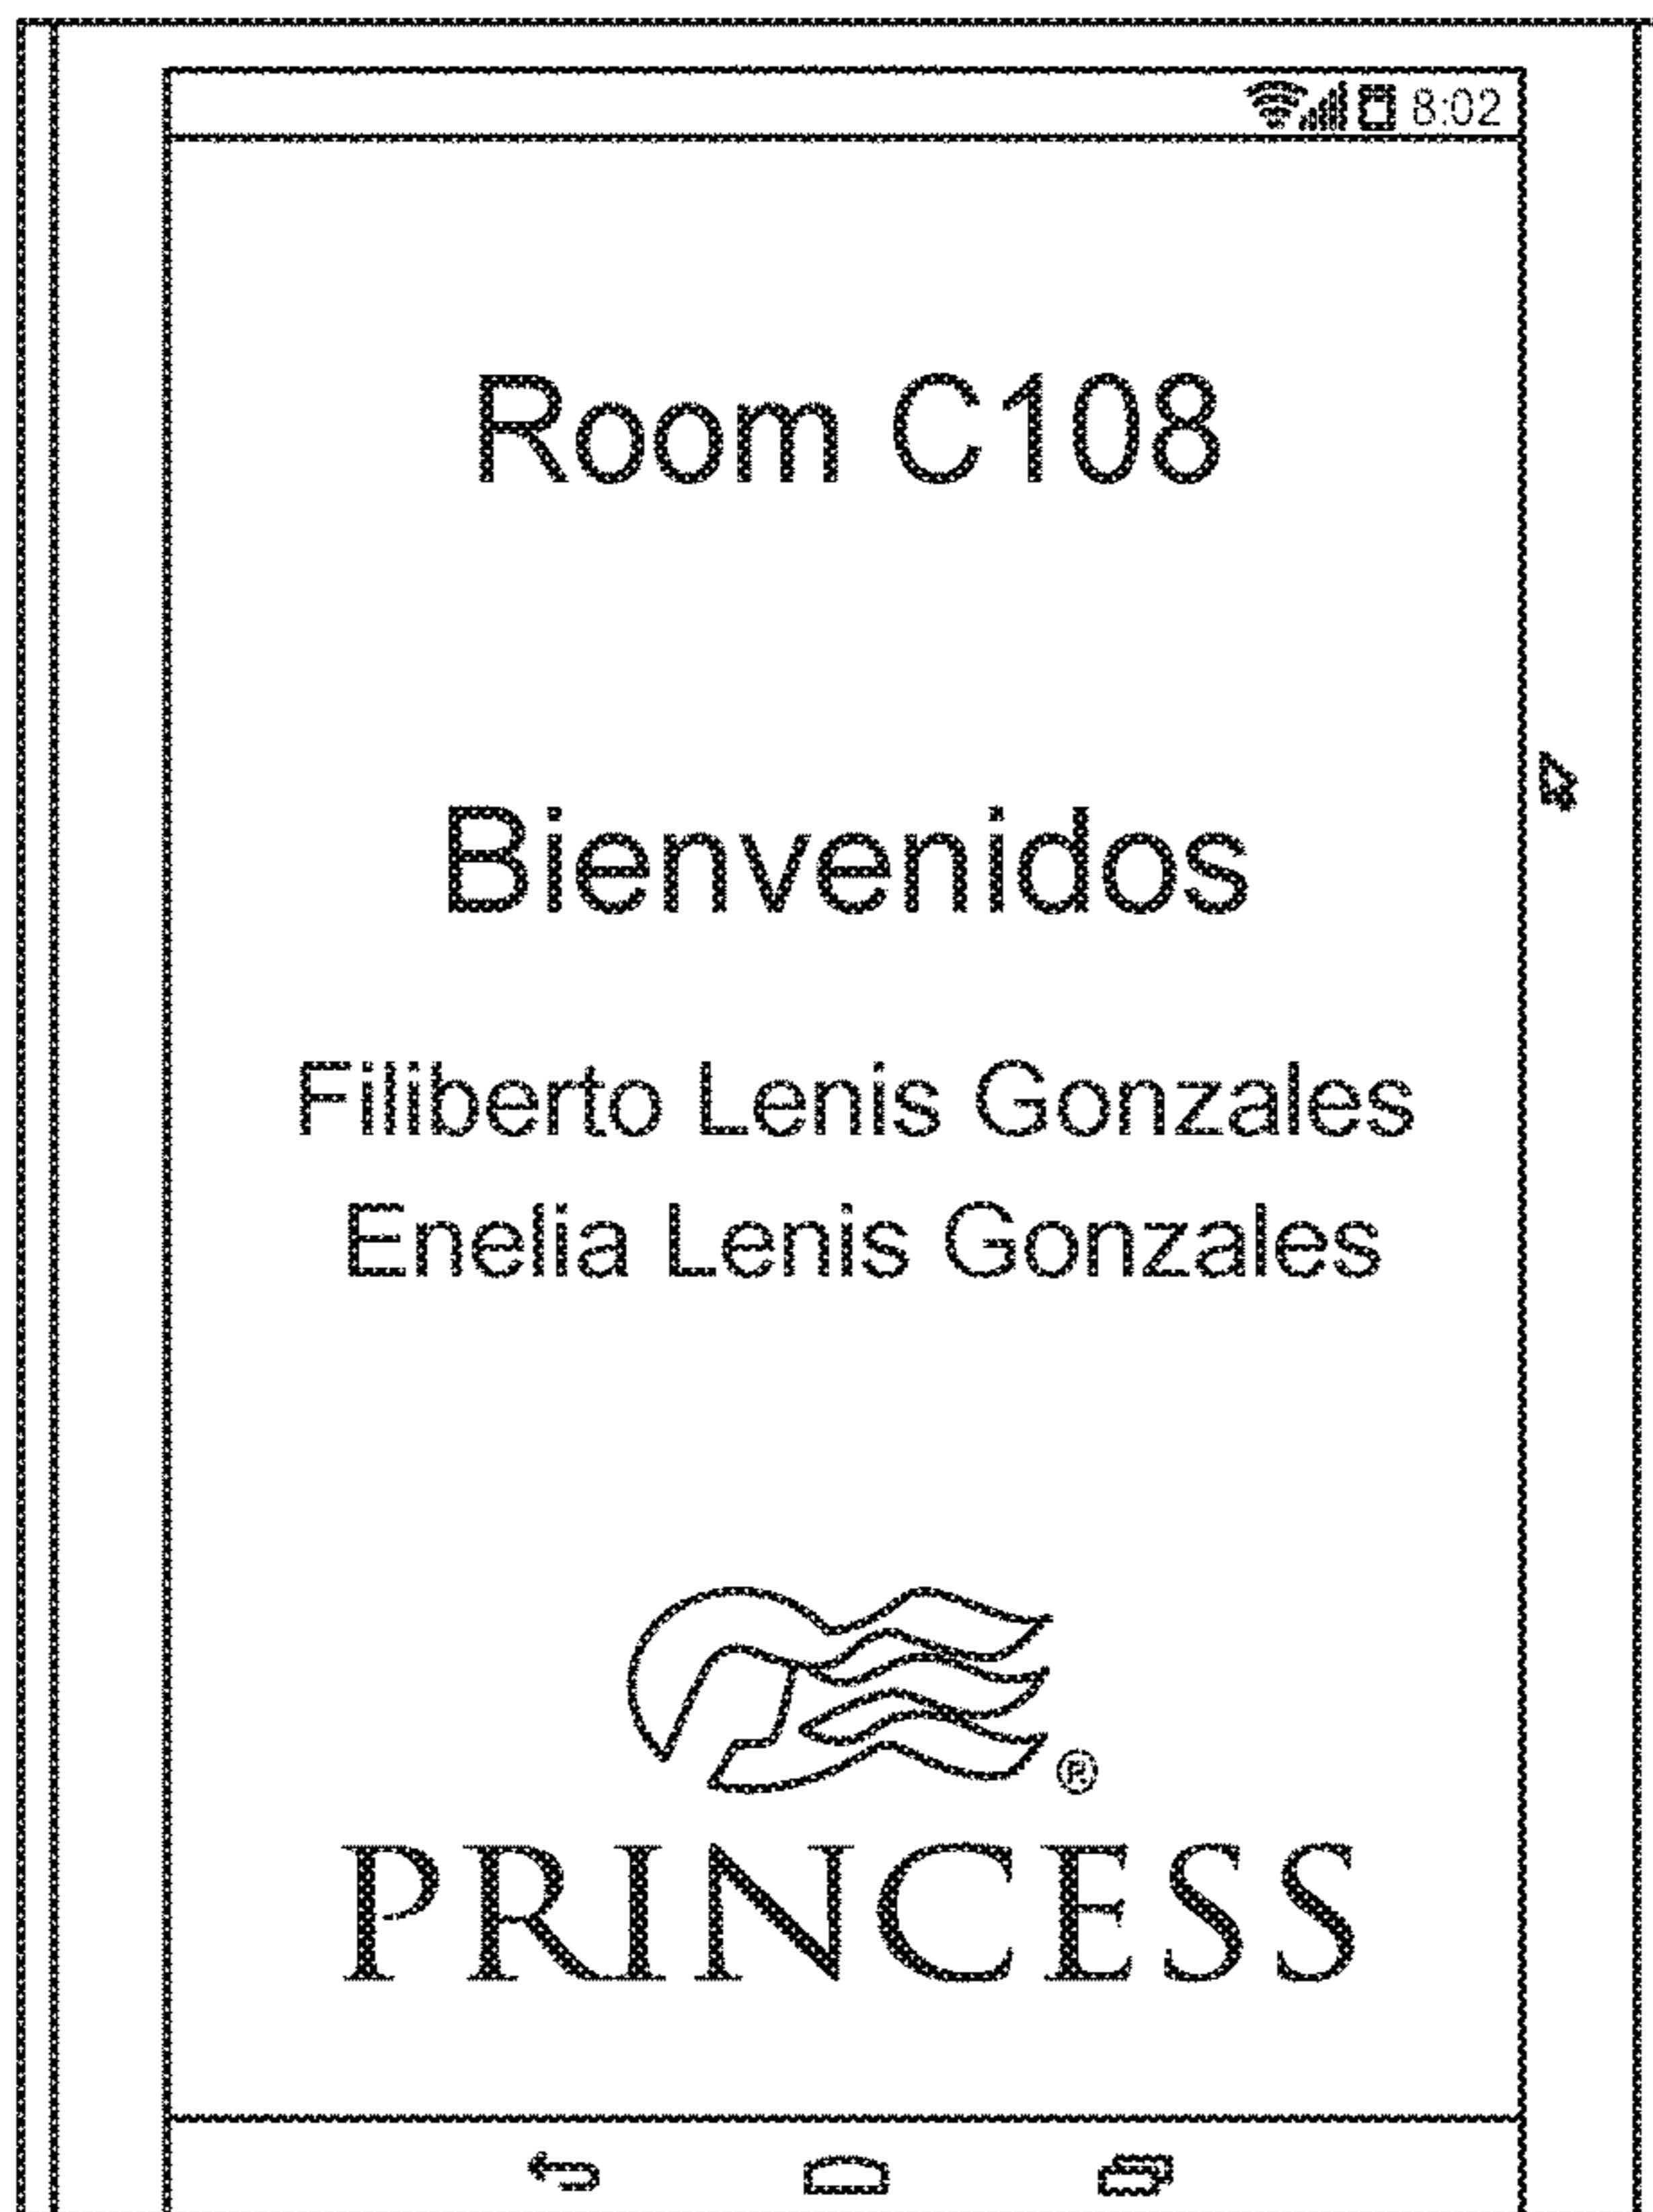 8:02
Room C108
Bienvenidos
Filiberto Lenis Gonzales
Enelia Lenis Gonzales
®
PRINCESS